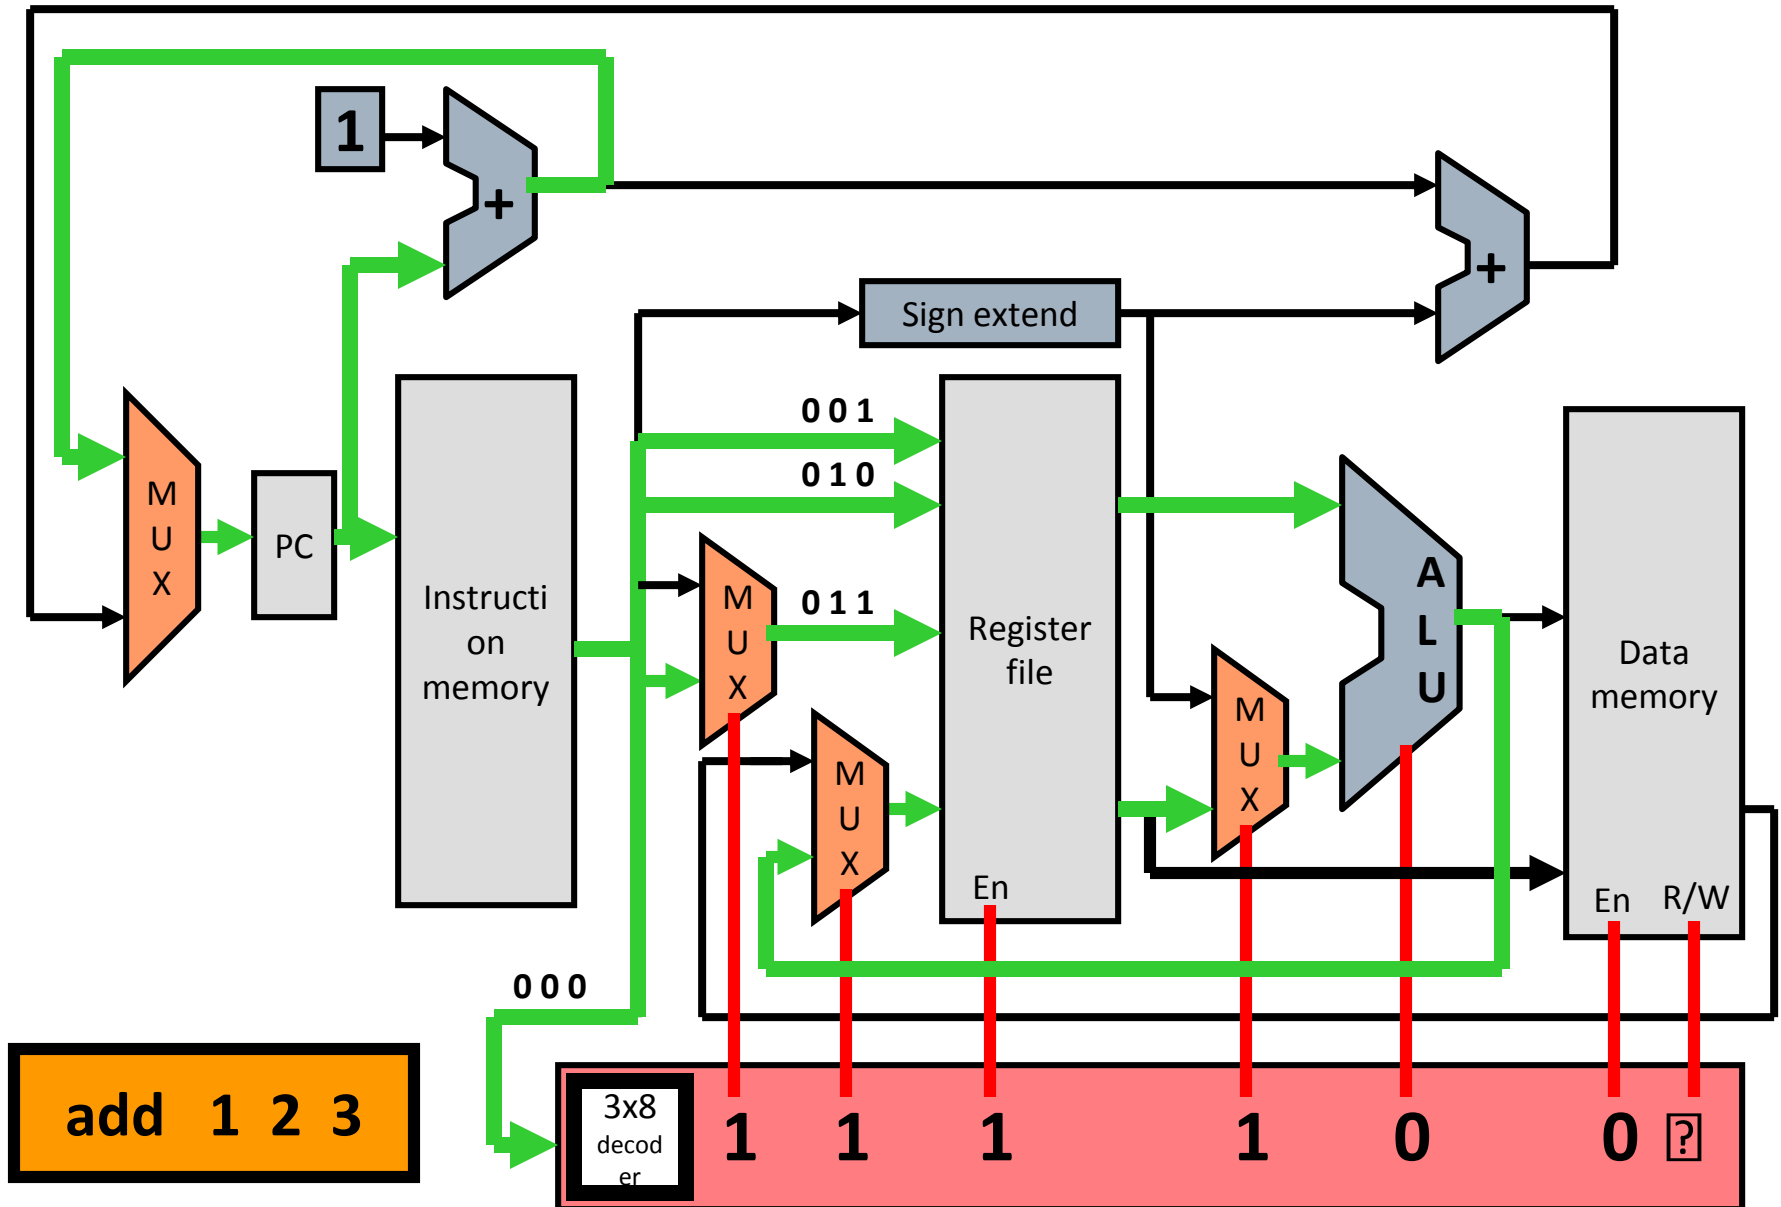 1
+
+
Sign extend
0 0 1
0 1 0
M
U
X
PC
Instructi
on
memory
M
U
X
0 1 1
Register
file
En
A
L
U
Data
memory
En R/W
M
U
X
M
U
X
0 0 0
add 1 2 3
3x8
decod
er
1 1 1 1 0 0 ?